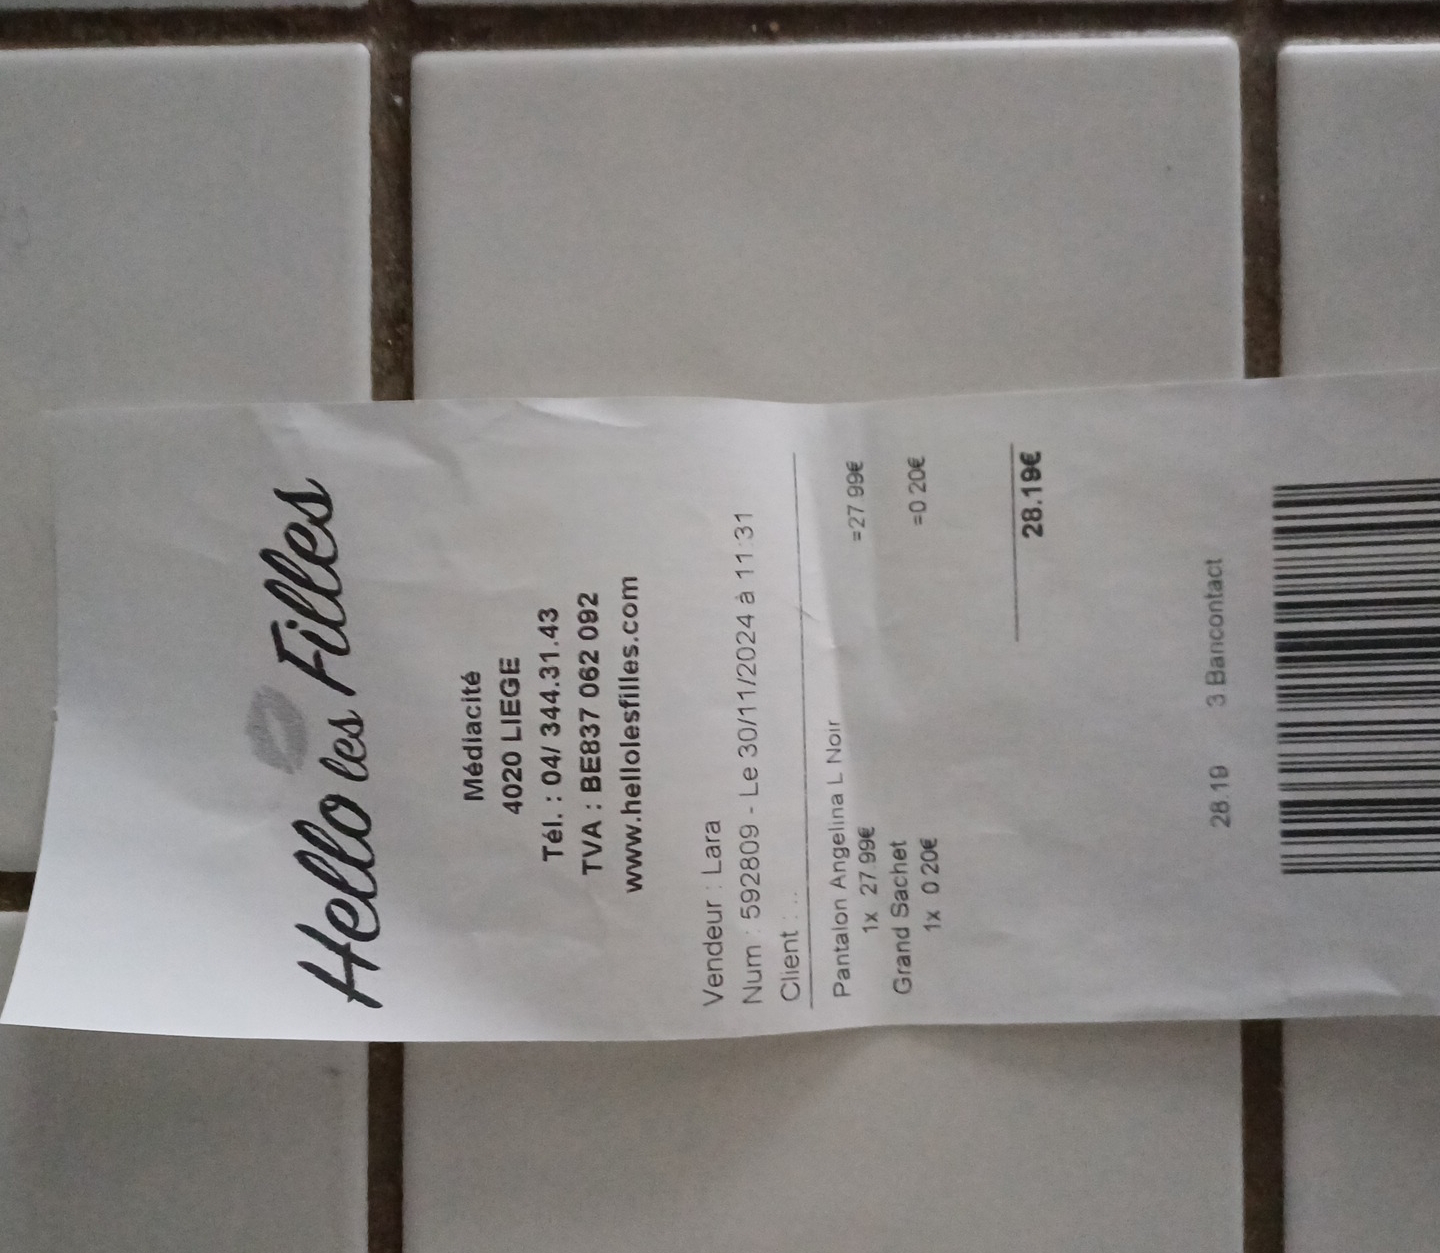 Hello les Filles
Médiacité
4020 LIEGE
Tél. : 04/ 344.31.43
TVA : BE837 062 092
www.hellolesfilles.com
Vendeur : Lara
Num : 592809 - Le 30/11/2024 à 11:31
Client : ...
Pantalon Angelina L Noir
1x 27.99€ =27.99€
Grand Sachet
1x 0.20€ =0.20€
28.19€
28.19 3 Bancontact